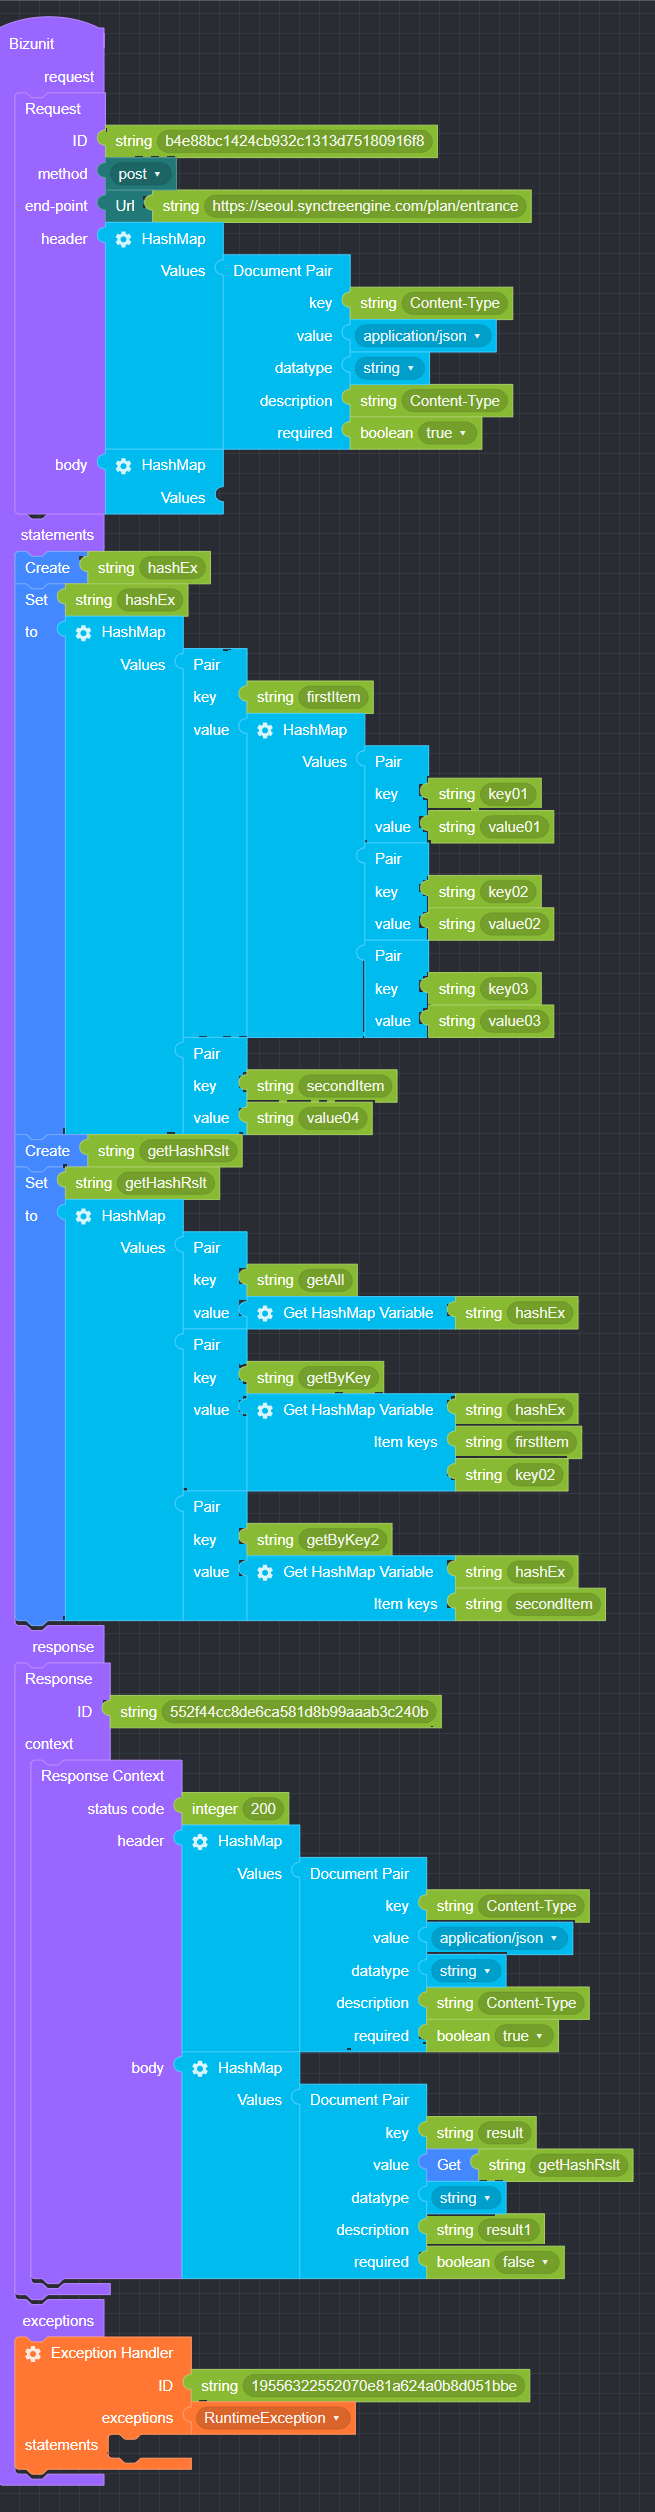 Bizunit
request
Request
ID string b4e88bc1424cb932c1313d75180916f8
method post
end-point Url string https://seoul.synctreengine.com/plan/entrance
header HashMap
Values Document Pair
key string Content-Type
value application/json
datatype string
description string Content-Type
required boolean true
body HashMap
Values
statements
Create string hashEx
Set string hashEx
to HashMap
Values Pair
key string firstItem
value HashMap
Values Pair
key string key01
value string value01
Pair
key string key02
value string value02
Pair
key string key03
value string value03
Pair
key string secondItem
value string value04
Create string getHashRslt
Set string getHashRslt
to HashMap
Values Pair
key string getAll
value Get HashMap Variable string hashEx
Pair
key string getByKey
value Get HashMap Variable string hashEx
Item keys string firstItem
string key02
Pair
key string getByKey2
value Get HashMap Variable string hashEx
Item keys string secondItem
response
Response
ID string 552f44cc8de6ca581d8b99aaab3c240b
context
Response Context
status code integer 200
header HashMap
Values Document Pair
key string Content-Type
value application/json
datatype string
description string Content-Type
required boolean true
body HashMap
Values Document Pair
key string result
value Get string getHashRslt
datatype string
description string result1
required boolean false
exceptions
Exception Handler
ID string 19556322552070e81a624a0b8d051bbe
exceptions RuntimeException
statements